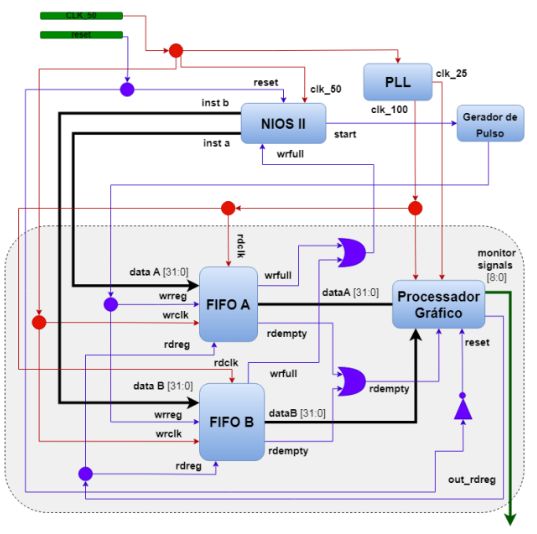 CLK_50
reset
reset
clk_50
PLL
clk_25
clk_100
inst b
NIOS II
start
Gerador de
Pulso
inst a
wrfull
rdclk
monitor
signals
[8:0]
data A [31:0]
wrfull
dataA [31:0]
wrreg
FIFO A
Processador
Gráfico
wrclk
rdempty
rdreg
reset
rdclk
wrfull
data B [31:0]
rdempty
wrreg
FIFO B
dataB [31:0]
wrclk
rdempty
rdreg
out_rdreg